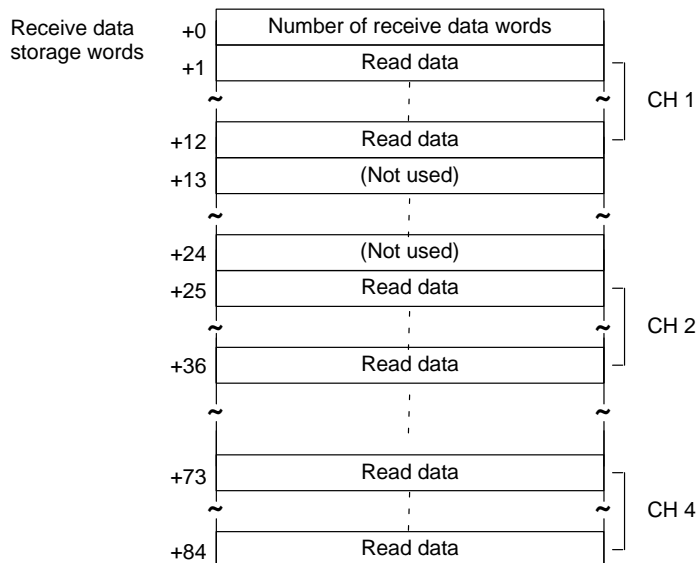 Receive data
storage words
+0 Number of receive data words
+1 Read data
CH 1
+12 Read data
+13 (Not used)
+24 (Not used)
+25 Read data
CH 2
+36 Read data
+73 Read data
CH 4
+84 Read data